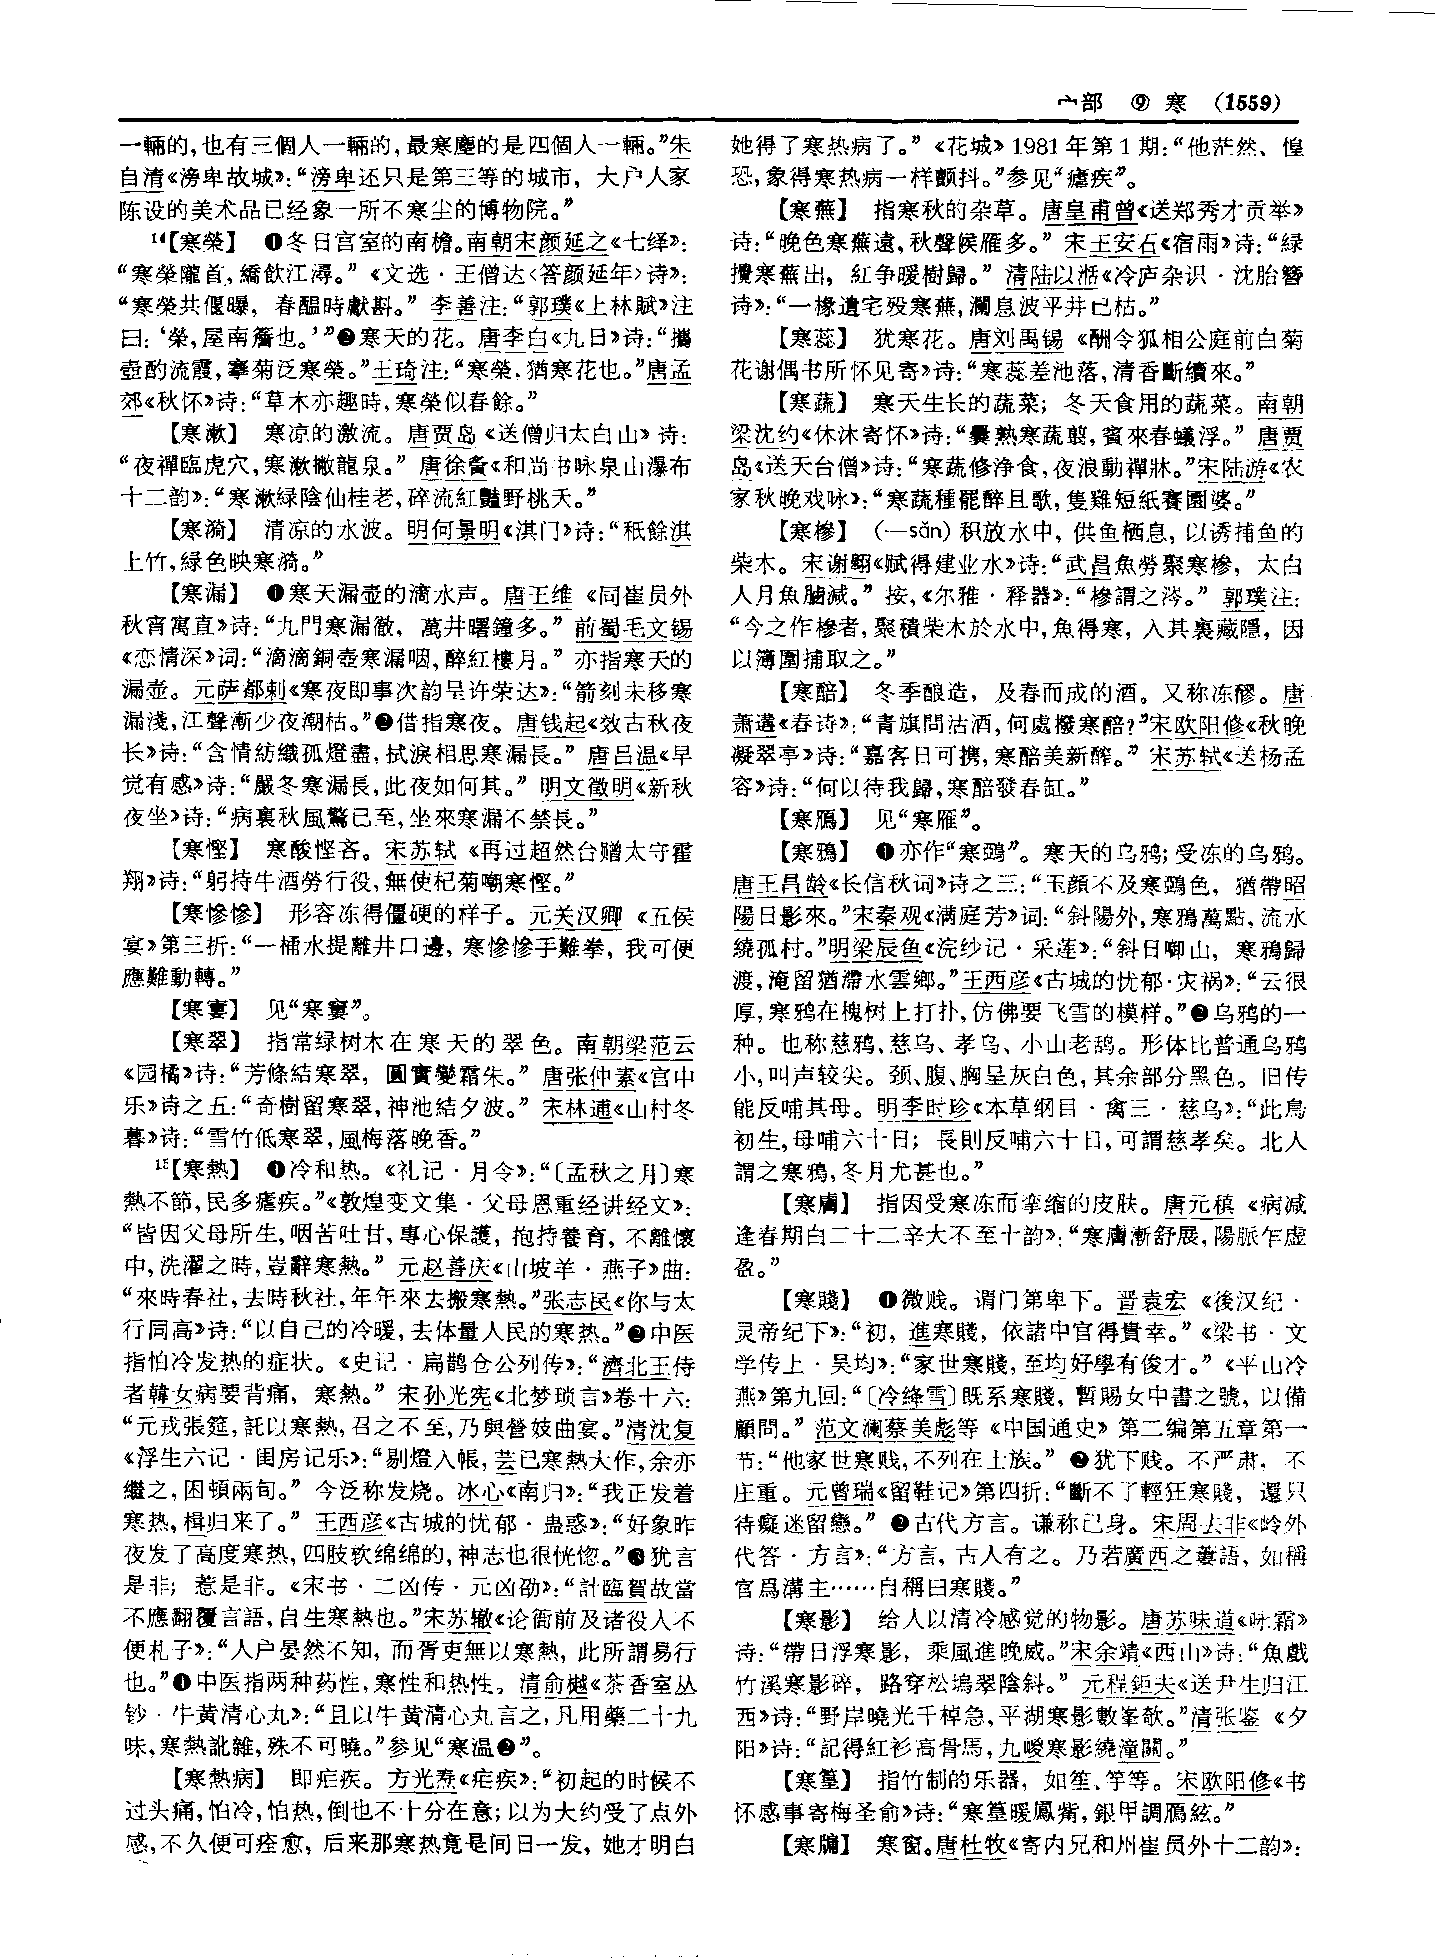 宀部 ⑨ 寒 (1559)
一輛的,也有三個人一輛的,最寒塵的是四個人一輛。”朱
自清《滂卑故城》:“滂卑还只是第三等的城市, 大户人家
陈设的美术品已经象一所不寒尘的博物院。”
14【寒榮】 ❶冬日宫室的南檐。南朝宋颜延之《七绎》:
“寒榮隴首,繑飲江潯。” 《文选·王僧达〈答颜延年〉诗》:
“寒榮共偃曝, 春醖時獻斟。” 李善注:“郭璞《上林賦》注
曰:‘榮,屋南簷也。’”❷寒天的花。唐李白《九日》诗:“攜
壺酌流霞,搴菊泛寒榮。”王琦注:“寒榮,猶寒花也。”唐孟
郊《秋怀》诗:“草木亦趣時,寒榮似春餘。”
【寒漱】 寒凉的激流。唐贾岛《送僧归太白山》诗:
“夜禪臨虎穴,寒漱撇龍泉。” 唐徐夤《和尚书咏泉山瀑布
十二韵》:“寒漱绿陰仙桂老,碎流紅豔野桃夭。”
【寒漪】 清凉的水波。明何景明《淇门》诗:“秖餘淇
上竹,緑色映寒漪。”
【寒漏】 ❶寒天漏壶的滴水声。唐王维《同崔员外
秋宵寓直》诗:“九門寒漏徹, 萬井曙鐘多。” 前蜀毛文锡
《恋情深》词:“滴滴銅壺寒漏咽,醉紅樓月。” 亦指寒天的
漏壶。元萨都剌《寒夜即事次韵呈许荣达》:“箭刻未移寒
漏淺,江聲漸少夜潮枯。”❷借指寒夜。唐钱起《效古秋夜
长》诗:“含情紡織孤燈盡,拭淚相思寒漏長。” 唐吕温《早
觉有感》诗:“嚴冬寒漏長,此夜如何其。” 明文徵明《新秋
夜坐》诗:“病裏秋風驚已至,坐來寒漏不禁長。”
【寒慳】 寒酸悭吝。宋苏轼《再过超然台赠太守霍
翔》诗:“躬持牛酒勞行役,無使杞菊嘲寒慳。”
【寒慘慘】 形容冻得僵硬的样子。元关汉卿《五侯
宴》第三折:“一桶水提離井口邊, 寒慘慘手難拳, 我可便
應難動轉。”
【寒寠】 见“寒窶”。
【寒翠】 指常绿树木在寒天的翠色。南朝梁范云
《园橘》诗:“芳條結寒翠, 圓實變霜朱。” 唐张仲素《宫中
乐》诗之五:“奇樹留寒翠,神池結夕波。” 宋林逋《山村冬
暮》诗:“雪竹低寒翠,風梅落晚香。”
15【寒熱】 ❶冷和热。《礼记·月令》:“〔孟秋之月〕寒
熱不節,民多瘧疾。”《敦煌变文集·父母恩重经讲经文》:
“皆因父母所生,咽苦吐甘,專心保護, 抱持養育, 不離懷
中,洗濯之時,豈辭寒熱。” 元赵善庆《山坡羊·燕子》曲:
“來時春社,去時秋社,年年來去搬寒熱。”张志民《你与太
行同高》诗:“以自己的冷暖,去体量人民的寒热。”❷中医
指怕冷发热的症状。《史记·扁鹊仓公列传》:“濟北王侍
者韓女病要背痛, 寒熱。” 宋孙光宪《北梦琐言》卷十六:
“元戎張筵,託以寒熱,召之不至,乃與營妓曲宴。”清沈复
《浮生六记·闺房记乐》:“剔燈入帳,芸已寒熱大作,余亦
繼之,困頓兩旬。” 今泛称发烧。冰心《南归》:“我正发着
寒热,楫归来了。” 王西彦《古城的忧郁·蛊惑》:“好象昨
夜发了高度寒热,四肢软绵绵的,神志也很恍惚。”❸犹言
是非; 惹是非。《宋书·二凶传·元凶劭》:“計臨賀故當
不應翻覆言語,自生寒熱也。”宋苏辙《论衙前及诸役人不
便札子》:“人户晏然不知, 而胥吏無以寒熱, 此所謂易行
也。”❹中医指两种药性,寒性和热性。清俞樾《茶香室丛
钞·牛黄清心丸》:“且以牛黄清心丸言之,凡用藥二十九
味,寒熱訛雜,殊不可曉。”参见“寒温❷”。
【寒熱病】 即疟疾。方光焘《疟疾》:“初起的时候不
过头痛,怕冷,怕热,倒也不十分在意;以为大约受了点外
感,不久便可痊愈, 后来那寒热竟是间日一发, 她才明白
她得了寒热病了。” 《花城》1981年第1期:“他茫然、惶
恐,象得寒热病一样颤抖。”参见“瘧疾”。
【寒蕪】 指寒秋的杂草。唐皇甫曾《送郑秀才贡举》
诗:“晚色寒蕪遠,秋聲候雁多。” 宋王安石《宿雨》诗:“緑
攪寒蕪出, 紅争暖樹歸。” 清陆以湉《冷庐杂识·沈胎簪
诗》:“一椽遺宅殁寒蕪,瀾息波平井已枯。”
【寒蕊】 犹寒花。唐刘禹锡《酬令狐相公庭前白菊
花谢偶书所怀见寄》诗:“寒蕊差池落,清香斷續來。”
【寒蔬】 寒天生长的蔬菜; 冬天食用的蔬菜。南朝
梁沈约《休沐寄怀》诗:“爨熟寒蔬翦,賓來春蟻浮。” 唐贾
岛《送天台僧》诗:“寒蔬修浄食,夜浪動禪牀。”宋陆游《农
家秋晚戏咏》:“寒蔬種罷醉且歌,隻雞短紙賽園婆。”
【寒槮】 (—sǎn) 积放水中, 供鱼栖息, 以诱捕鱼的
柴木。宋谢翱《赋得建业水》诗:“武昌魚勞聚寒槮, 太白
入月魚腦減。” 按,《尔雅·释器》:“槮謂之涔。” 郭璞注:
“今之作槮者,聚積柴木於水中,魚得寒, 入其裏藏隱, 因
以簿圍捕取之。”
【寒醅】 冬季酿造, 及春而成的酒。又称冻醪。唐
萧遘《春诗》:“青旗問沽酒,何處撥寒醅?”宋欧阳修《秋晚
凝翠亭》诗:“嘉客日可携,寒醅美新醡。” 宋苏轼《送杨孟
容》诗:“何以待我歸,寒醅發春缸。”
【寒鴈】 见“寒雁”。
【寒鴉】 ❶亦作“寒鵶”。寒天的乌鸦;受冻的乌鸦。
唐王昌龄《长信秋词》诗之三:“玉顔不及寒鵶色, 猶帶昭
陽日影來。”宋秦观《满庭芳》词:“斜陽外,寒鴉萬點,流水
繞孤村。”明梁辰鱼《浣纱记·采莲》:“斜日啣山, 寒鴉歸
渡,淹留猶滯水雲鄉。”王西彦《古城的忧郁·灾祸》:“云很
厚,寒鸦在槐树上打扑,仿佛要飞雪的模样。”❷乌鸦的一
种。也称慈鸦、慈乌、孝乌、小山老鸹。形体比普通乌鸦
小,叫声较尖。颈、腹、胸呈灰白色,其余部分黑色。旧传
能反哺其母。明李时珍《本草纲目·禽三·慈乌》:“此鳥
初生,母哺六十日; 長則反哺六十日,可謂慈孝矣。北人
謂之寒鴉,冬月尤甚也。”
【寒膚】 指因受寒冻而挛缩的皮肤。唐元稹《病减
逢春期白二十二辛大不至十韵》:“寒膚漸舒展,陽脈乍虚
盈。”
【寒賤】 ❶微贱。谓门第卑下。晋袁宏《後汉纪·
灵帝纪下》:“初, 進寒賤, 依諸中官得貴幸。”《梁书·文
学传上·吴均》:“家世寒賤,至均好學有俊才。” 《平山冷
燕》第九回:“〔冷絳雪〕既系寒賤, 暫賜女中書之號, 以備
顧問。” 范文澜蔡美彪等《中国通史》第二编第五章第一
节:“他家世寒贱,不列在士族。” ❷犹下贱。不严肃, 不
庄重。元曾瑞《留鞋记》第四折:“斷不了輕狂寒賤, 還只
待癡迷留戀。” ❸古代方言。谦称己身。宋周去非《岭外
代答·方言》:“方言, 古人有之。乃若廣西之蔞語, 如稱
官爲溝主……自稱曰寒賤。”
【寒影】 给人以清冷感觉的物影。唐苏味道《咏霜》
诗:“帶日浮寒影, 乘風進晚威。”宋余靖《西山》诗:“魚戲
竹溪寒影碎, 路穿松塢翠陰斜。” 元程鉅夫《送尹生归江
西》诗:“野岸曉光千棹急,平湖寒影數峯欹。”清张鉴《夕
阳》诗:“記得紅衫高骨馬,九嵕寒影繞潼關。”
【寒篁】 指竹制的乐器, 如笙、竽等。宋欧阳修《书
怀感事寄梅圣俞》诗:“寒篁暖鳳觜,銀甲調鴈絃。”
【寒牖】 寒窗。唐杜牧《寄内兄和州崔员外十二韵》: